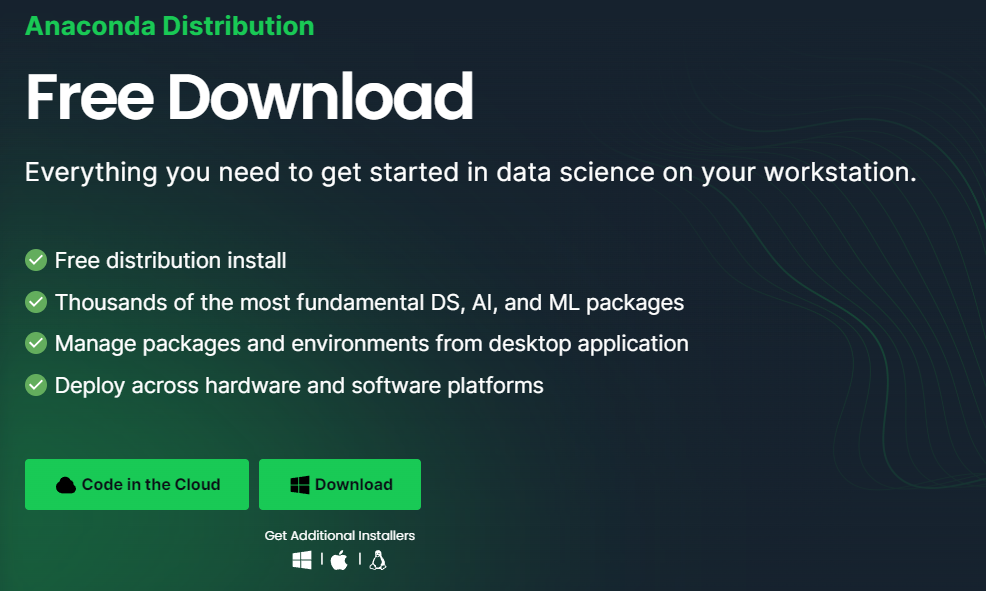 Anaconda Distribution
Free Download
Everything you need to get started in data science on your workstation.
Free distribution install
Thousands of the most fundamental DS, AI, and ML packages
Manage packages and environments from desktop application
Deploy across hardware and software platforms
Code in the Cloud
Download
Get Additional Installers
| |